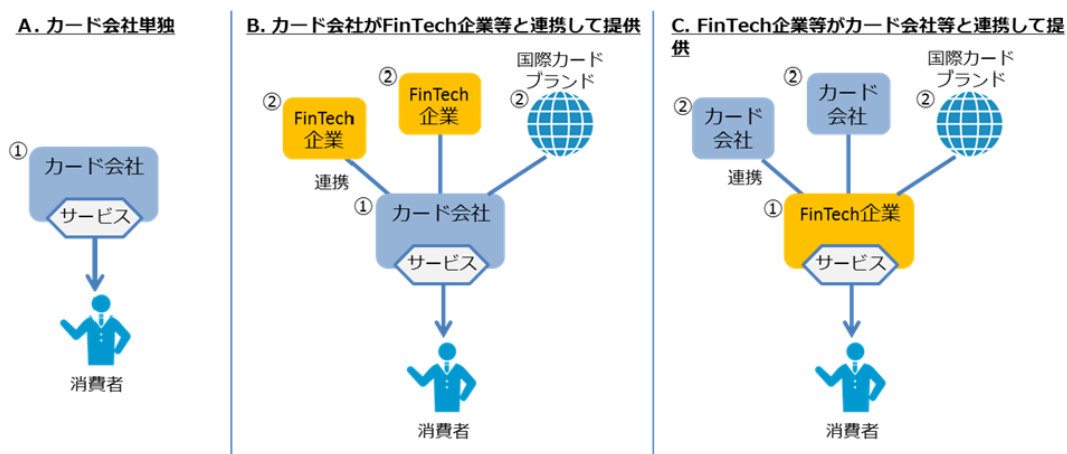 A. カード会社単独
①
カード会社
サービス
消費者
B. カード会社がFinTech企業等と連携して提供
②
FinTech
企業
②
FinTech
企業
国際カード
ブランド
②
連携
①
カード会社
サービス
消費者
C. FinTech企業等がカード会社等と連携して提
供
②
カード
会社
②
カード
会社
国際カード
ブランド
②
連携
①
FinTech企業
サービス
消費者